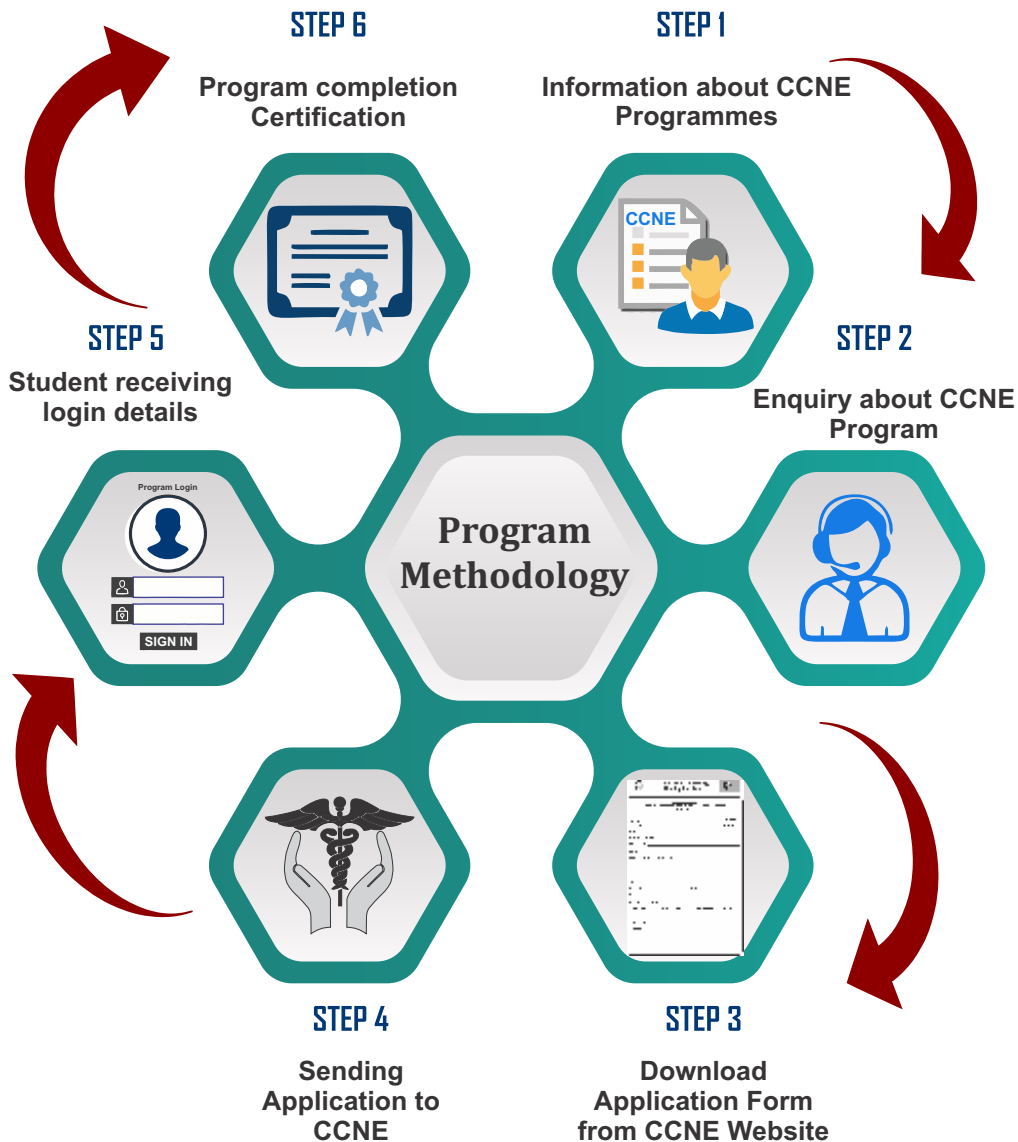 STEP 1
Information about CCNE
Programmes
CCNE
STEP 2
Enquiry about CCNE
Program
STEP 3
Download
Application Form
from CCNE Website
STEP 4
Sending
Application to
CCNE
STEP 5
Student receiving
login details
Program Login
SIGN IN
STEP 6
Program completion
Certification
Program
Methodology